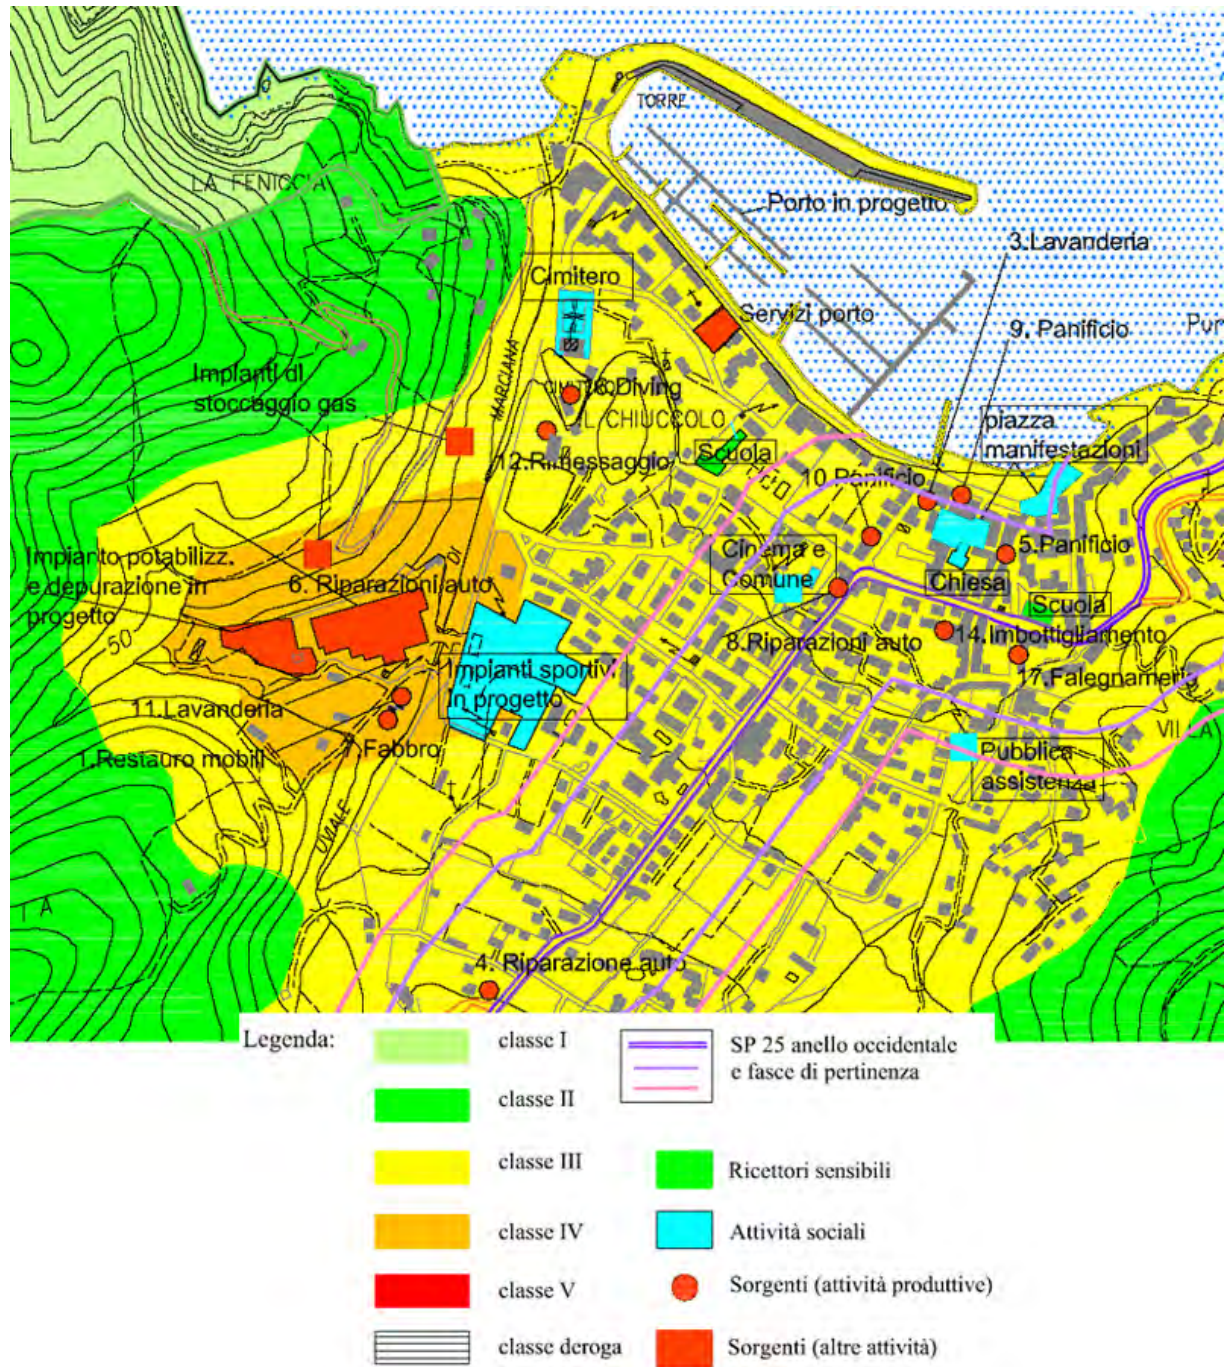 TORRE
LA FENICCIA
Porto in progetto
3.Lavanderia
Cimitero
Servizi porto
9. Panificio
Impianti di
stoccaggio gas
MARCIANA
16.Diving
IL CHIUCCOLO
piazza
manifestazioni
12.Rimessaggio
Scuola
10.Panificio
Impianto potabilizz.
e depurazione in
progetto
6. Riparazioni auto
Cinema e
Comune
5.Panificio
Chiesa
Scuola
50
8.Riparazioni auto
14.Imbottigliamento
Impianti sportivi
in progetto
17.Falegnameria
11.Lavanderia
1.Restauro mobili
7.Fabbro
Pubblica
assistenza
VILLA
4. Riparazione auto
Legenda:
classe I
SP 25 anello occidentale
e fasce di pertinenza
classe II
classe III
Ricettori sensibili
classe IV
Attività sociali
classe V
Sorgenti (attività produttive)
classe deroga
Sorgenti (altre attività)